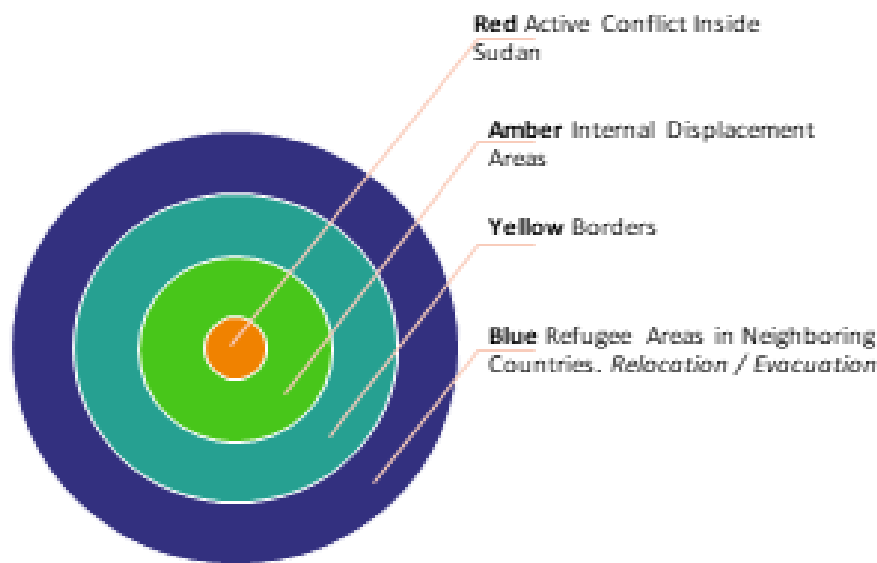 Red Active Conflict Inside
Sudan
Amber Internal Displacement
Areas
Yellow Borders
Blue Refugee Areas in Neighboring
Countries. Relocation / Evacuation